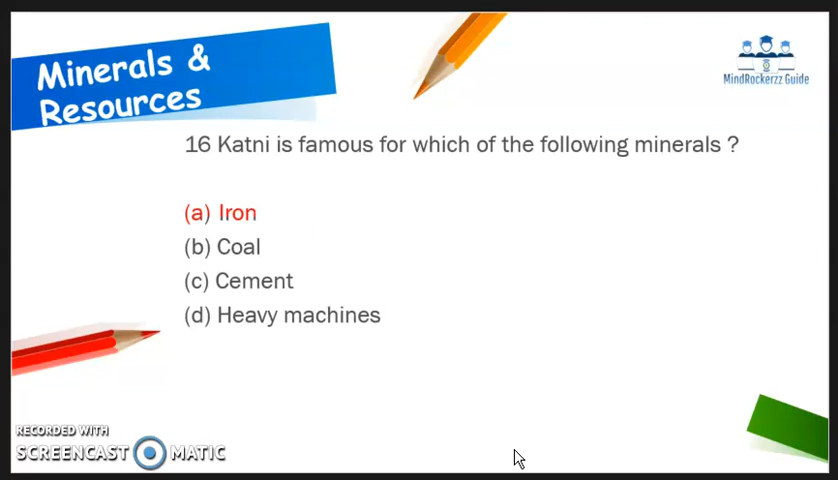 Minerals &
Resources
MindRockerzz Guide
16 Katni is famous for which of the following minerals ?
(a) Iron
(b) Coal
(c) Cement
(d) Heavy machines
RECORDED WITH
SCREENCAST MATIC